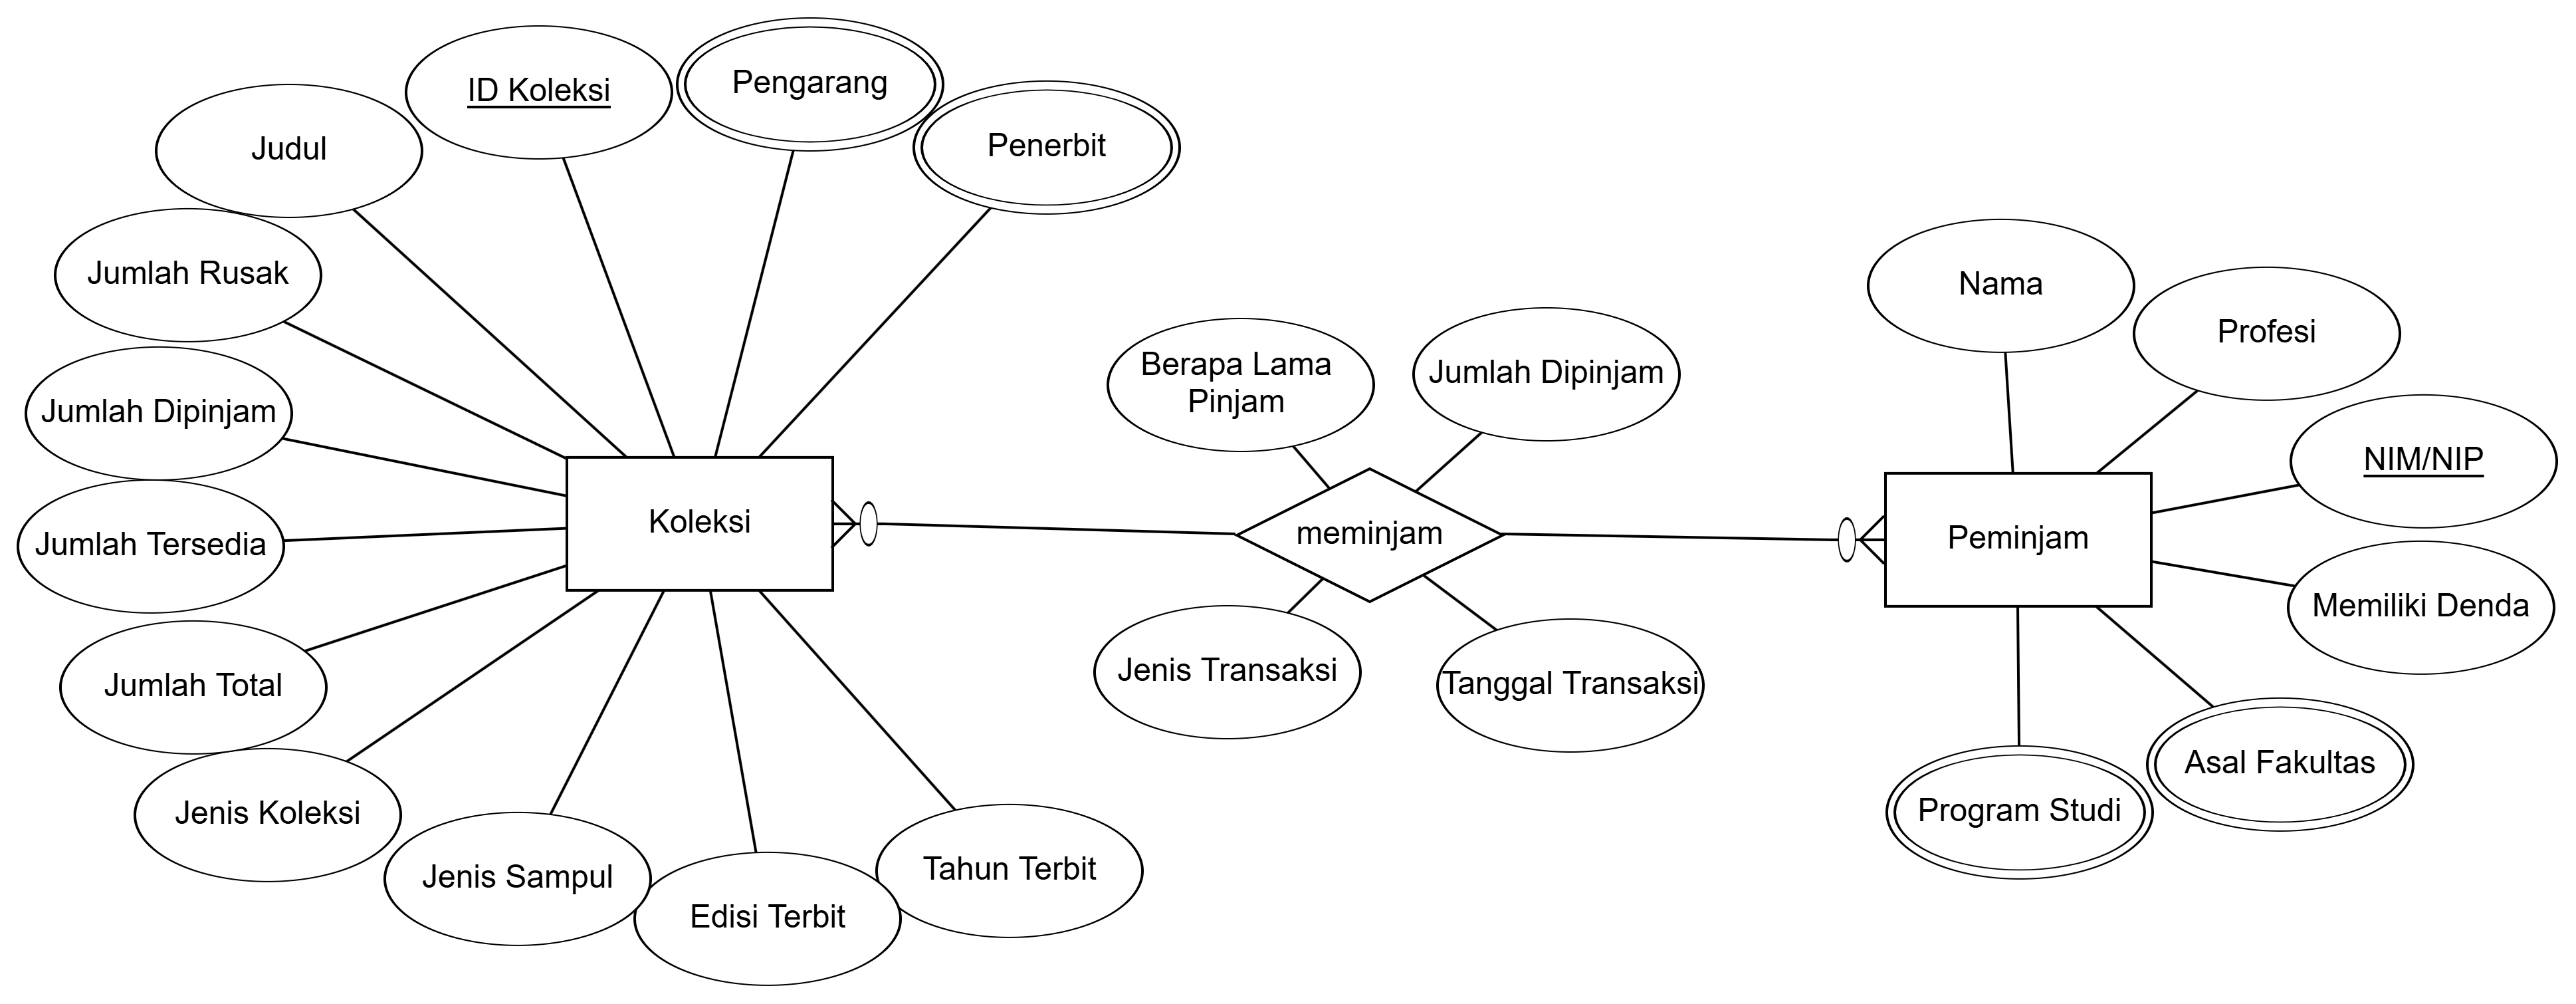 ID Koleksi
Pengarang
Judul
Penerbit
Jumlah Rusak
Jumlah Dipinjam
Jumlah Tersedia
Jumlah Total
Jenis Koleksi
Jenis Sampul
Edisi Terbit
Tahun Terbit
Koleksi
Berapa Lama
Pinjam
Jumlah Dipinjam
meminjam
Jenis Transaksi
Tanggal Transaksi
Nama
Profesi
NIM/NIP
Peminjam
Memiliki Denda
Asal Fakultas
Program Studi